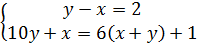 y − x = 2
10y + x = 6(x + y) + 1